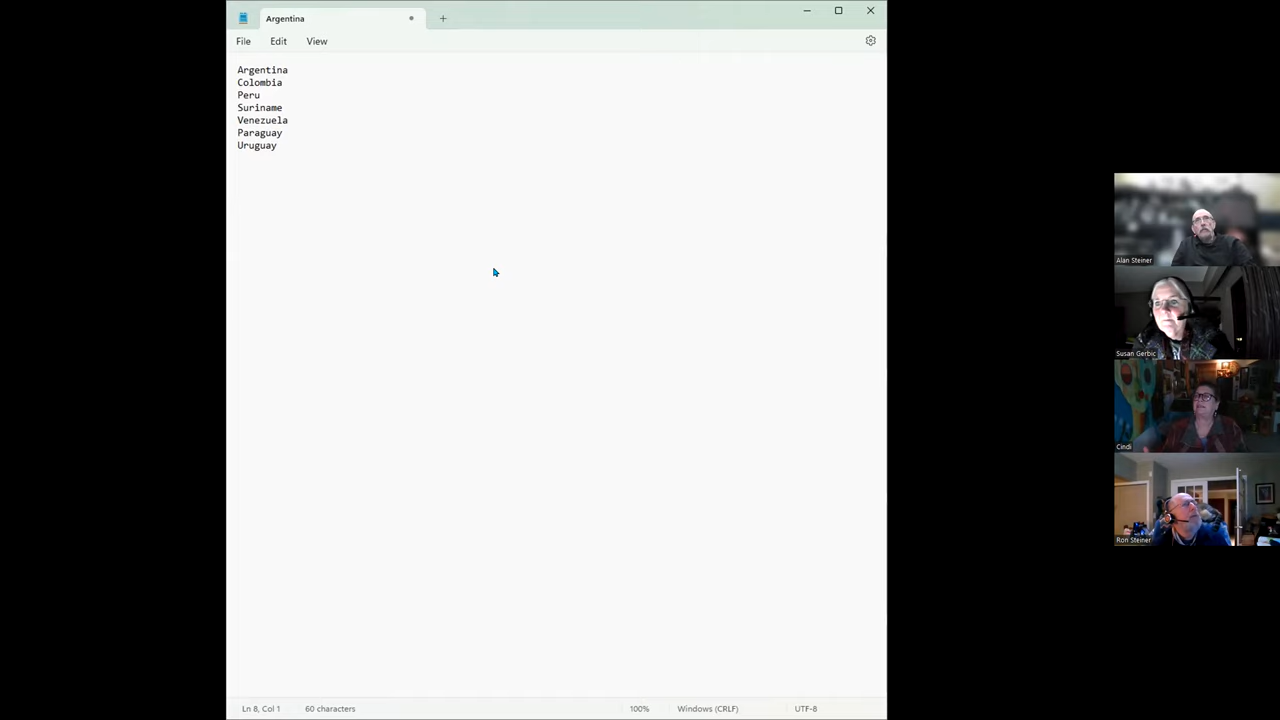 Argentina
File Edit View
Argentina
Colombia
Peru
Suriname
Venezuela
Paraguay
Uruguay
Ln 8, Col 1 60 characters 100% Windows (CRLF) UTF-8
Alan Steiner
Susan Gerbic
Cindi
Ron Steiner